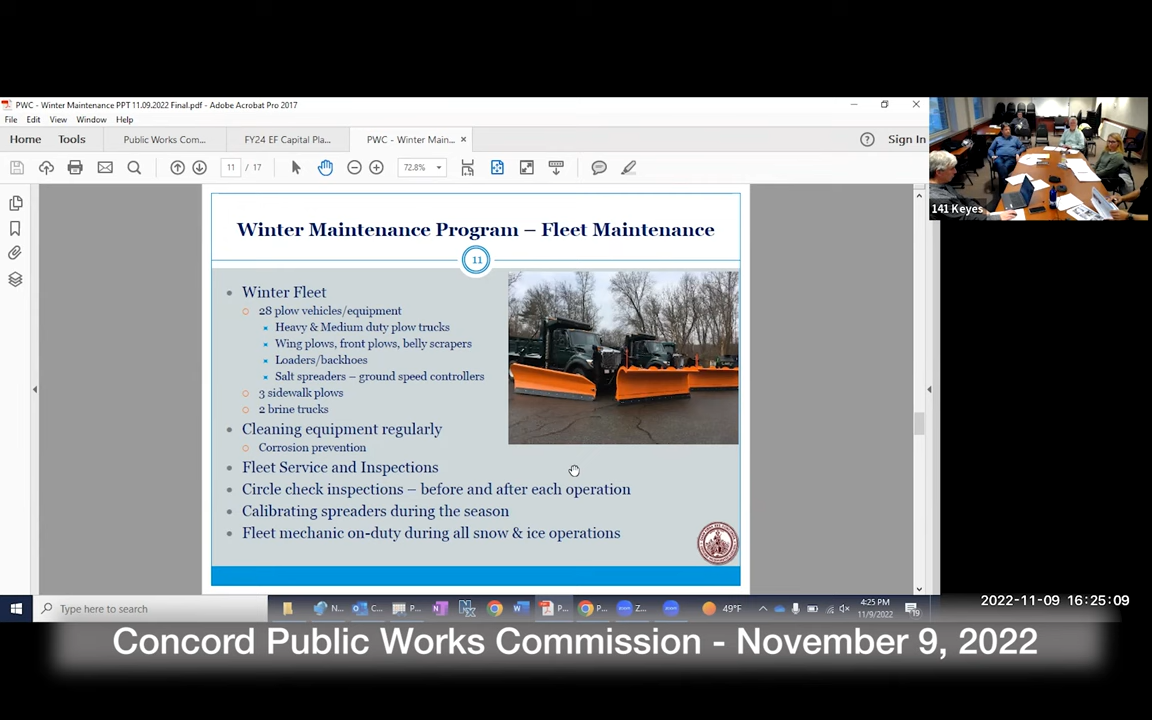 PWC - Winter Maintenance PPT 11.09.2022 Final.pdf - Adobe Acrobat Pro 2017
File Edit View Window Help
Home Tools Public Works Com... FY24 EF Capital Pla... PWC - Winter Main... × Sign In
11 / 17 72.8%
141 Keyes
Winter Maintenance Program – Fleet Maintenance
11
Winter Fleet
28 plow vehicles/equipment
Heavy & Medium duty plow trucks
Wing plows, front plows, belly scrapers
Loaders/backhoes
Salt spreaders – ground speed controllers
3 sidewalk plows
2 brine trucks
Cleaning equipment regularly
Corrosion prevention
Fleet Service and Inspections
Circle check inspections – before and after each operation
Calibrating spreaders during the season
Fleet mechanic on-duty during all snow & ice operations
Type here to search N... C... P... P... P... Z... 49°F 4:25 PM
11/9/2022
2022-11-09 16:25:09
Concord Public Works Commission - November 9, 2022